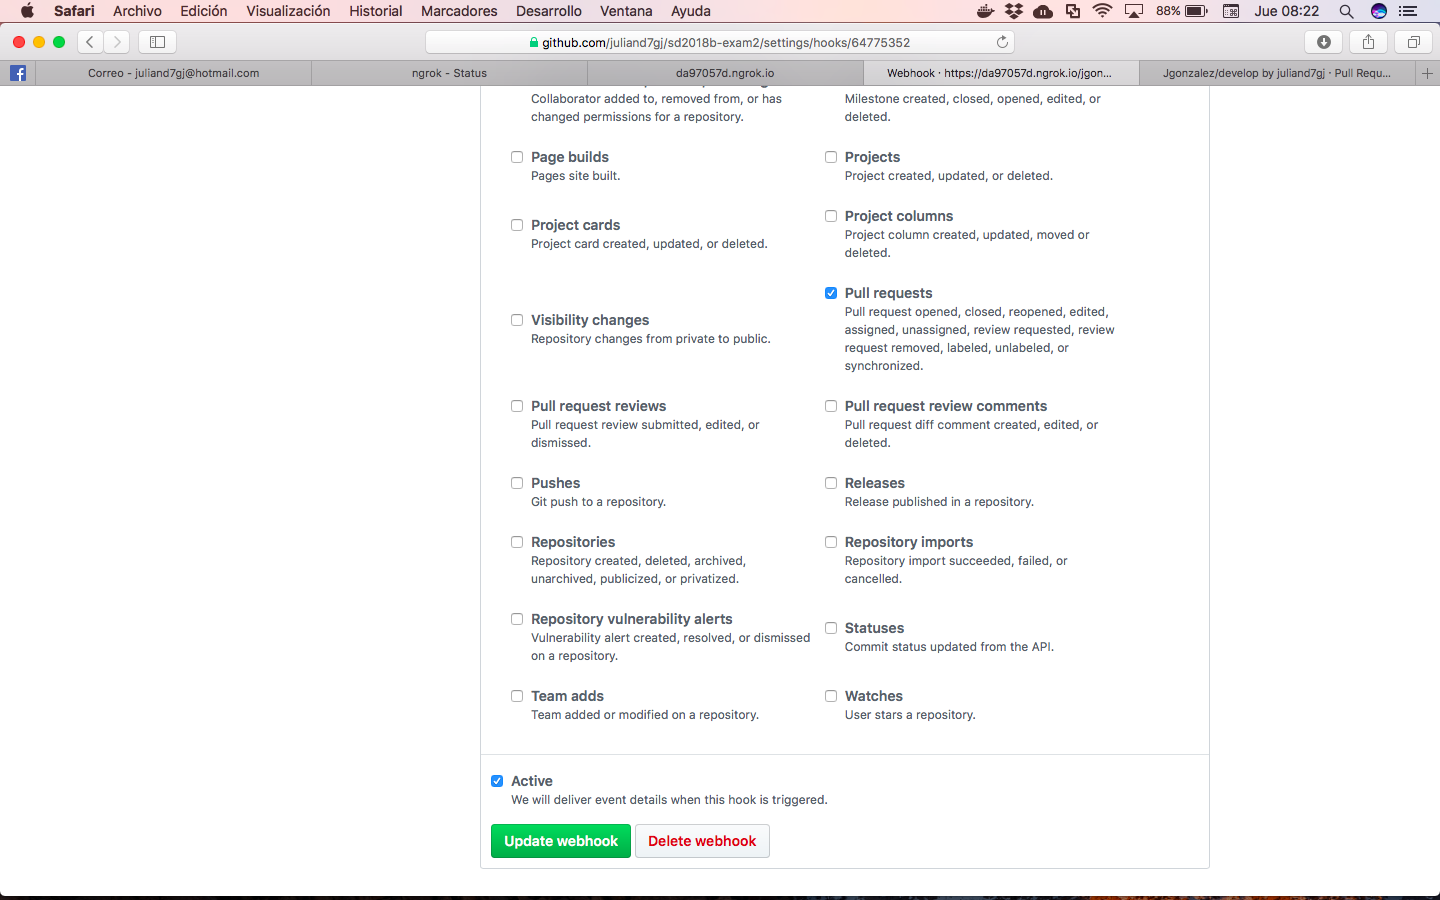 Safari Archivo Edición Visualización Historial Marcadores Desarrollo Ventana Ayuda 88% Jue 08:22
github.com/juliand7gj/sd2018b-exam2/settings/hooks/64775352
Correo - juliand7gj@hotmail.com
ngrok - Status
da97057d.ngrok.io
Webhook · https://da97057d.ngrok.io/jgon...
Jgonzalez/develop by juliand7gj · Pull Requ...
Collaborator added to, removed from, or has
changed permissions for a repository.
Milestone created, closed, opened, edited, or
deleted.
Page builds
Pages site built.
Projects
Project created, updated, or deleted.
Project cards
Project card created, updated, or deleted.
Project columns
Project column created, updated, moved or
deleted.
Visibility changes
Repository changes from private to public.
Pull requests
Pull request opened, closed, reopened, edited,
assigned, unassigned, review requested, review
request removed, labeled, unlabeled, or
synchronized.
Pull request reviews
Pull request review submitted, edited, or
dismissed.
Pull request review comments
Pull request diff comment created, edited, or
deleted.
Pushes
Git push to a repository.
Releases
Release published in a repository.
Repositories
Repository created, deleted, archived,
unarchived, publicized, or privatized.
Repository imports
Repository import succeeded, failed, or
cancelled.
Repository vulnerability alerts
Vulnerability alert created, resolved, or dismissed
on a repository.
Statuses
Commit status updated from the API.
Team adds
Team added or modified on a repository.
Watches
User stars a repository.
Active
We will deliver event details when this hook is triggered.
Update webhook
Delete webhook